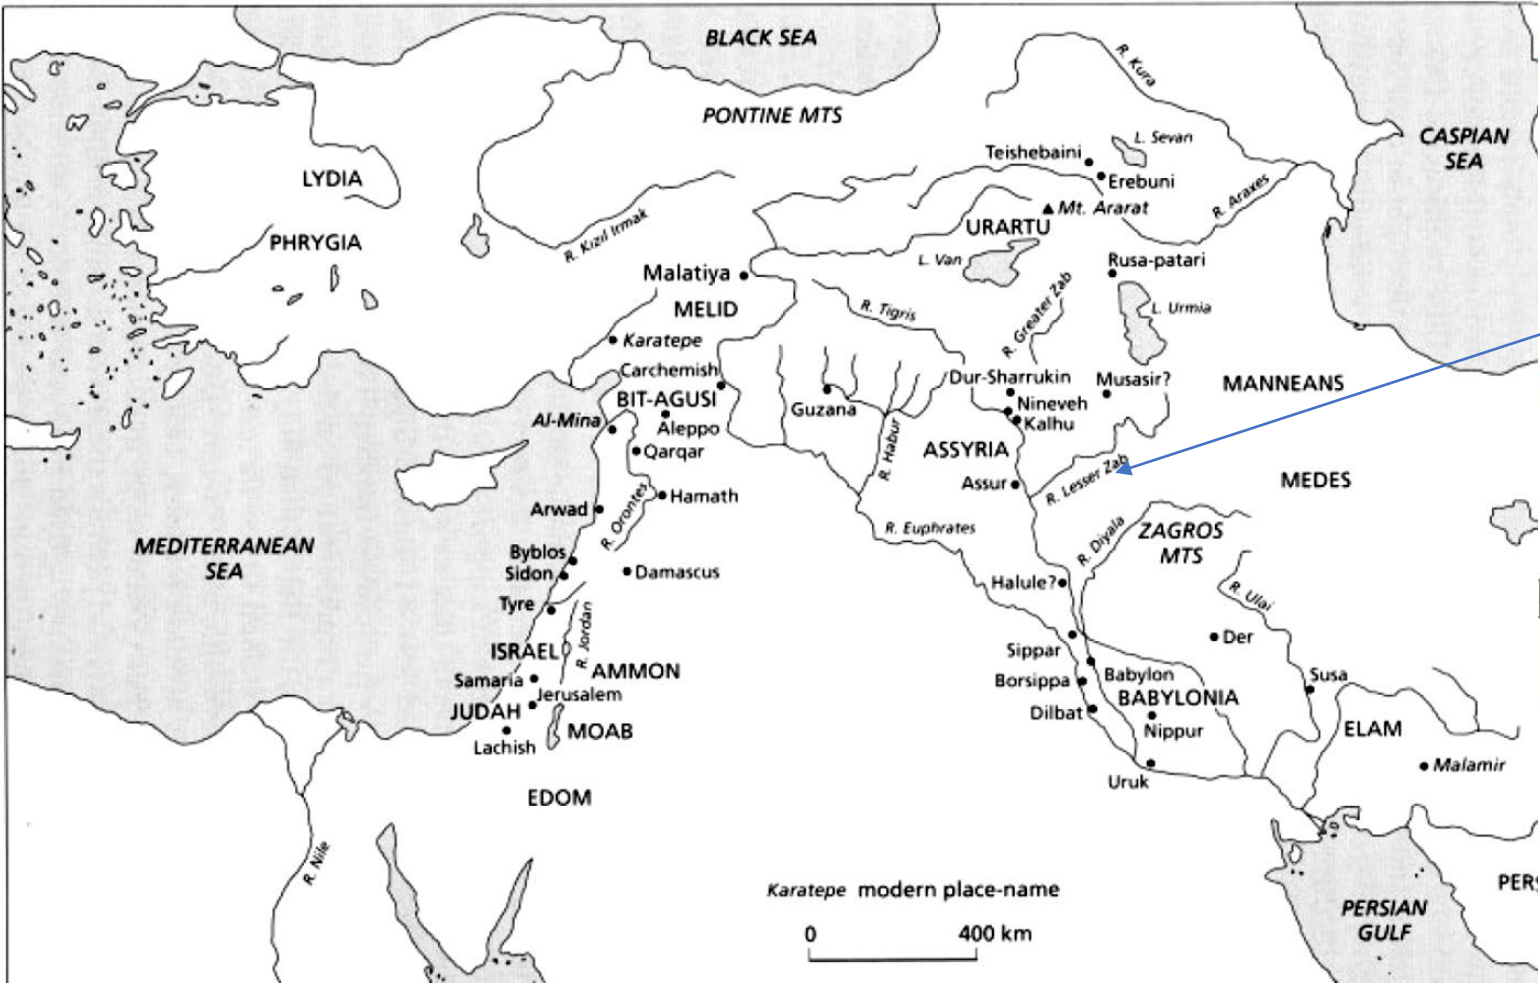 BLACK SEA
R. Kura
PONTINE MTS
CASPIAN
SEA
L. Sevan
Teishebaini
Erebuni
LYDIA
R. Araxes
Mt. Ararat
R. Kizil Irmak
URARTU
PHRYGIA
L. Van
Rusa-patari
Malatiya
R. Greater Zab
MELID
R. Tigris
L. Urmia
Karatepe
Carchemish
Dur-Sharrukin
Musasir?
MANNEANS
BIT-AGUSI
Guzana
Nineveh
Al-Mina
Aleppo
Kalhu
Qarqar
R. Habur
ASSYRIA
R. Lesser Zab
MEDES
Assur
Hamath
Arwad
R. Orontes
R. Euphrates
ZAGROS
MTS
R. Diyala
MEDITERRANEAN
SEA
Byblos
Sidon
Damascus
Halule?
R. Ulai
Tyre
R. Jordan
Der
ISRAEL
Sippar
AMMON
Samaria
Borsippa
Babylon
Susa
Jerusalem
BABYLONIA
JUDAH
Dilbat
MOAB
Nippur
ELAM
Lachish
Malamir
Uruk
EDOM
R. Nile
Karatepe modern place-name
PERS
PERSIAN
GULF
0 400 km